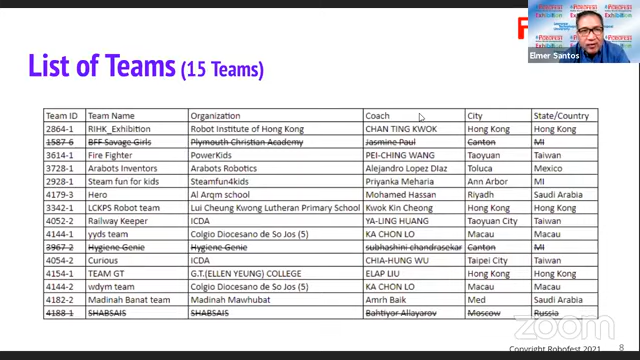 F
ROBOFEST
Exhibition
Elmer Santos
List of Teams (15 Teams)
Team ID Team Name Organization Coach City State/Country
2864-1 RIHK_Exhibition Robot Institute of Hong Kong CHAN TING KWOK Hong Kong Hong Kong
1587-6 BFF Savage Girls Plymouth Christian Academy Jasmine Paul Canton MI
3614-1 Fire Fighter PowerKids PEI-CHING WANG Taoyuan Taiwan
3728-1 Arabots Inventors Arabots Robotics Alejandro Lopez DIaz Toluca Mexico
2928-1 Steam fun for kids Steamfun4kids Priyanka Meharia Ann Arbor MI
4179-3 Hero Al Arqm school Mohamed Hassan Riyadh Saudi Arabia
3342-1 LCKPS Robot team Lui Cheung Kwong Lutheran Primary School Kwok Kin Cheong Hong Kong Hong Kong
4052-2 Railway Keeper ICDA YA-LING HUANG Taoyuan City Taiwan
4144-1 yyds team Colgio Diocesano de So Jos (5) KA CHON LO Macau Macau
3967-2 Hygiene Genie Hygiene Genie subhashini chandrasekar Canton MI
4054-2 Curious ICDA CHIA-HUNG WU Taipei City Taiwan
4154-1 TEAM GT G.T.(ELLEN YEUNG) COLLEGE ELAP LIU Hong Kong Hong Kong
4144-2 wdym team Colgio Diocesano de So Jos (5) KA CHON LO Macau Macau
4182-2 Madinah Banat team Madinah Mawhubat Amrh Baik Med Saudi Arabia
4188-1 SHABSAIS SHABSAIS Bahtiyor Allayarov Moscow Russia
zoom
Copyright Robofest 2021 8